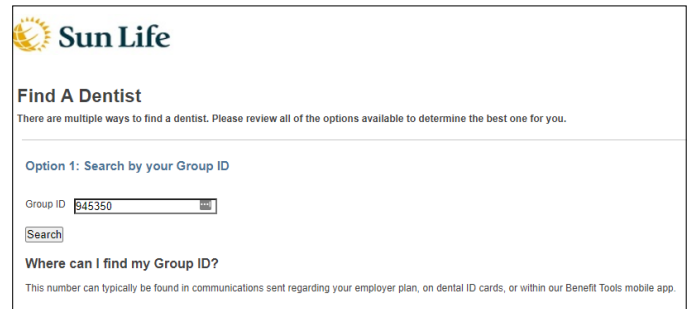 Sun Life
Find A Dentist
There are multiple ways to find a dentist. Please review all of the options available to determine the best one for you.
Option 1: Search by your Group ID
Group ID 945350
Search
Where can I find my Group ID?
This number can typically be found in communications sent regarding your employer plan, on dental ID cards, or within our Benefit Tools mobile app.